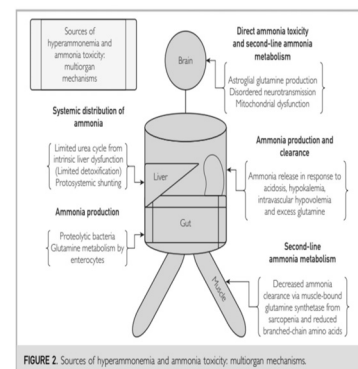 Sources of
hyperammonemia and
ammonia toxicity:
multiorgan
mechanisms
Direct ammonia toxicity
and second-line ammonia
metabolism
Brain
Astroglial glutamine production
Disordered neurotransmission
Mitochondrial dysfunction
Systemic distribution of
ammonia
Limited urea cycle from
intrinsic liver dysfunction
(Limited detoxification)
Protosystemic shunting
Liver
Ammonia production and
clearance
Ammonia release in response to
acidosis, hypokalemia,
intravascular hypovolemia
and excess glutamine
Ammonia production
Proteolytic bacteria
Glutamine metabolism by
enterocytes
Gut
Muscle
Second-line
ammonia metabolism
Decreased ammonia
clearance via muscle-bound
glutamine synthetase from
sarcopenia and reduced
branched-chain amino acids
FIGURE 2. Sources of hyperammonemia and ammonia toxicity: multiorgan mechanisms.